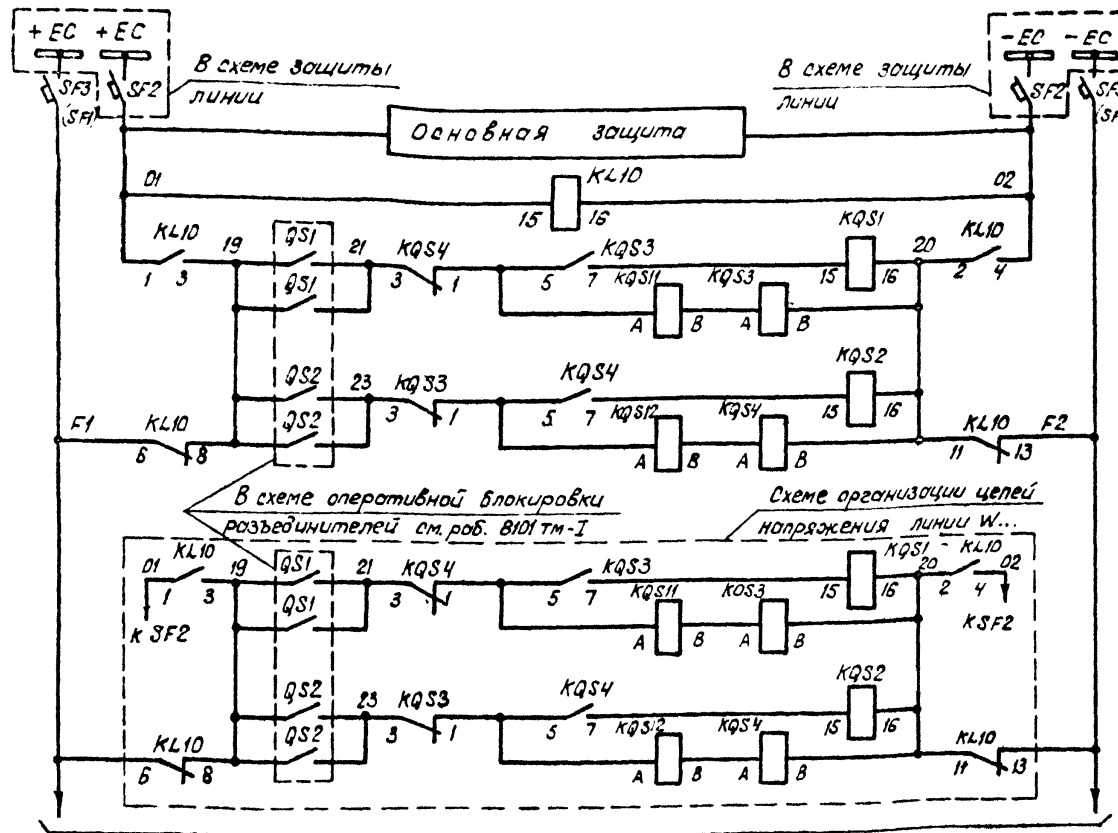 + EC + EC
- EC - EC
SF3 SF2
(SF1)
В схеме защиты
линии
В схеме защиты
линии
SF2 SF
(SF
Основная защита
01 KL10 02
15 16
KL10 19 QS1 21 KQS4 KQS3 KQS1 20 KL10
1 3 3 1 5 7 15 16 2 4
QS1 KQS11 KQS3
A B A B
QS2 23 KQS3 KQS4 KQS2
3 1 5 7 15 16
F1 KL10 QS2 KQS12 KQS4 KL10 F2
6 8 A B A B 11 13
В схеме оперативной блокировки
разъединителей см. раб. 8101 тм-I
Схеме организации цепей
напряжения линии W...
01 KL10 19 QS1 21 KQS4 KQS3 KQS1 - 20 KL10 02
1 3 3 1 5 7 15 16 2 4
к SF2 QS1 KQS11 KQS3 к SF2
A B A B
QS2 23 KQS3 KQS4 KQS2
3 1 5 7 15 16
KL10 QS2 KQS12 KQS4 KL10
6 8 A B A B 11 13